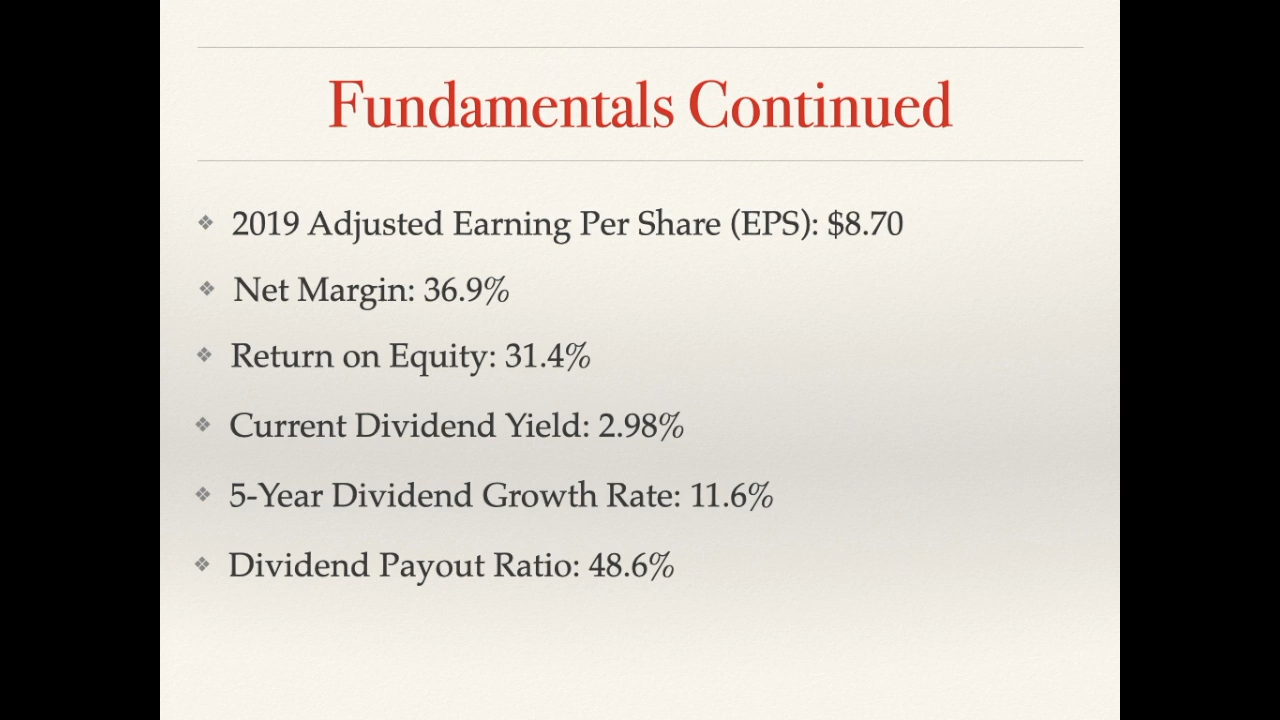 Fundamentals Continued
❖ 2019 Adjusted Earning Per Share (EPS): $8.70
❖ Net Margin: 36.9%
❖ Return on Equity: 31.4%
❖ Current Dividend Yield: 2.98%
❖ 5-Year Dividend Growth Rate: 11.6%
❖ Dividend Payout Ratio: 48.6%